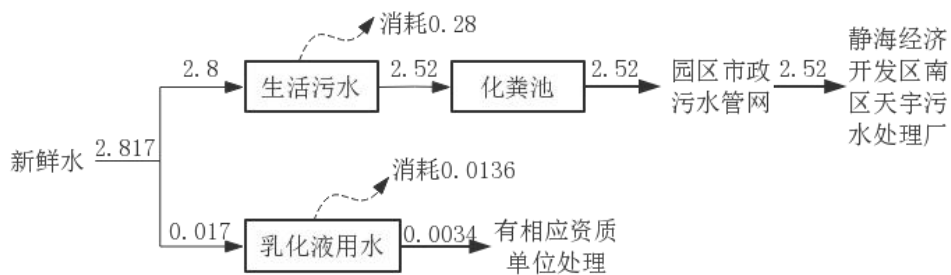 消耗0.28
2.8
生活污水
2.52
化粪池
2.52
园区市政
污水管网
2.52
静海经济
开发区南
区天宇污
水处理厂
新鲜水
2.817
消耗0.0136
0.017
乳化液用水
0.0034
有相应资质
单位处理